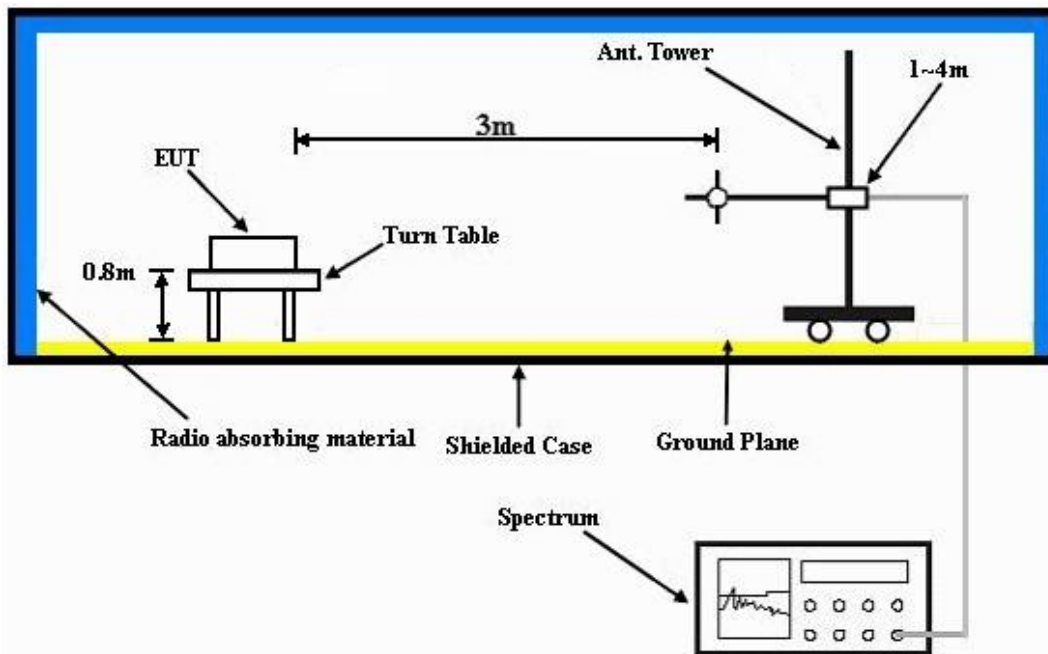 Ant. Tower
1~4m
3m
EUT
Turn Table
0.8m
Radio absorbing material
Shielded Case
Ground Plane
Spectrum